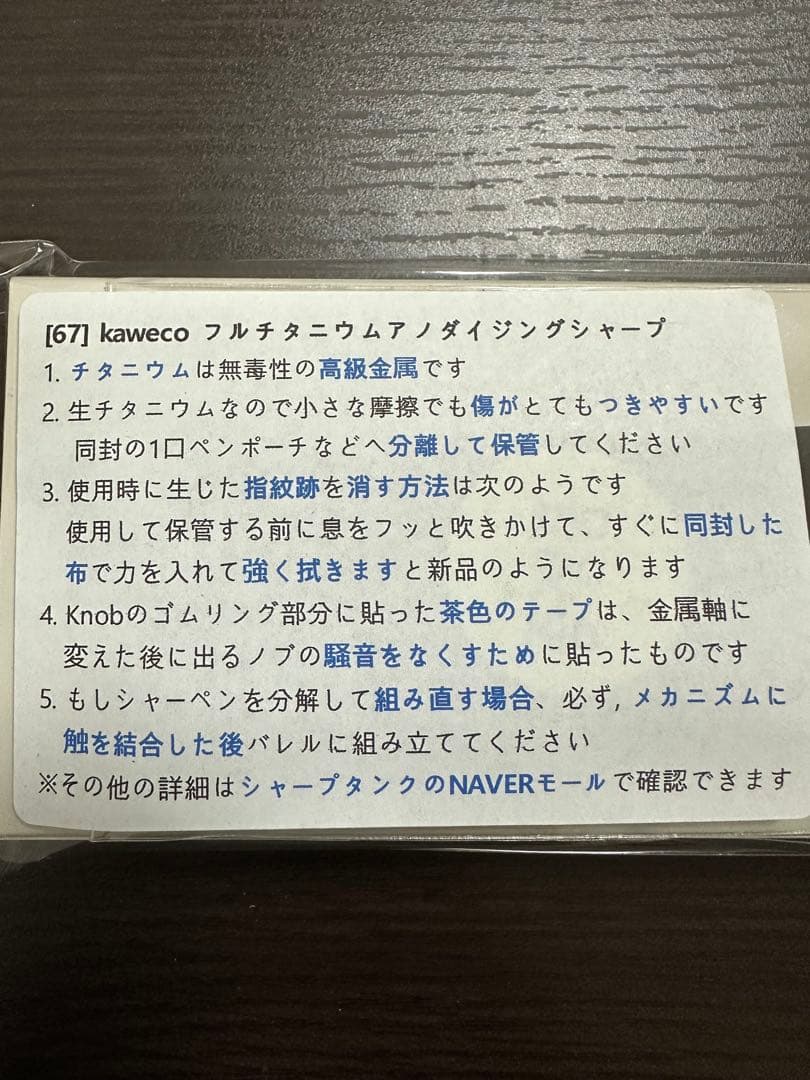 [67] kaweco フルチタニウムアノダイジングシャープ
1. チタニウムは無毒性の高級金属です
2. 生チタニウムなので小さな摩擦でも傷がとてもつきやすいです
同封の1口ペンポーチなどへ分離して保管してください
3. 使用時に生じた指紋跡を消す方法は次のようです
使用して保管する前に息をフッと吹きかけて、すぐに同封した
布で力を入れて強く拭きますと新品のようになります
4. Knobのゴムリング部分に貼った茶色のテープは、金属軸に
変えた後に出るノブの騒音をなくすために貼ったものです
5. もしシャーペンを分解して組み直す場合、必ず, メカニズムに
触を結合した後バレルに組み立ててください
※その他の詳細はシャープタンクのNAVERモールで確認できます